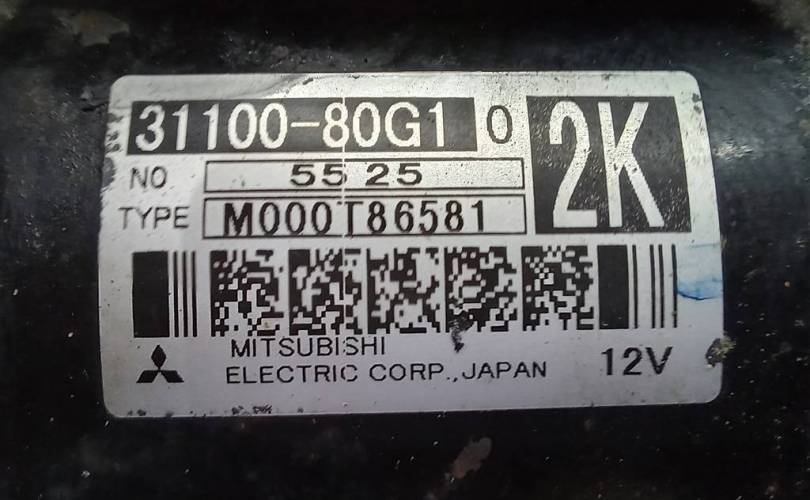 31100-80G1 0 2K
NO 5525
TYPE M000T86581
MITSUBISHI
ELECTRIC CORP., JAPAN 12V